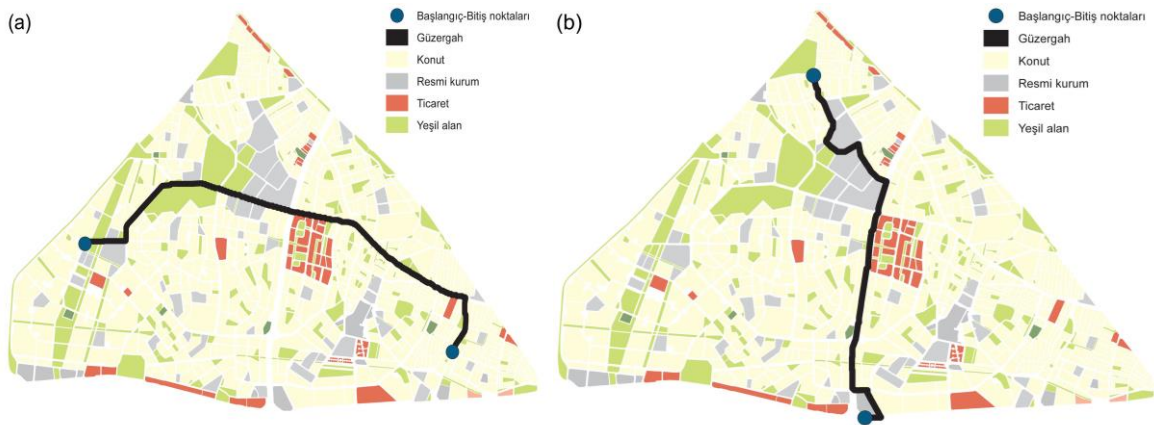 (a)
Başlangıç-Bitiş noktaları
Güzergah
Konut
Resmi kurum
Ticaret
Yeşil alan
(b)
Başlangıç-Bitiş noktaları
Güzergah
Konut
Resmi kurum
Ticaret
Yeşil alan